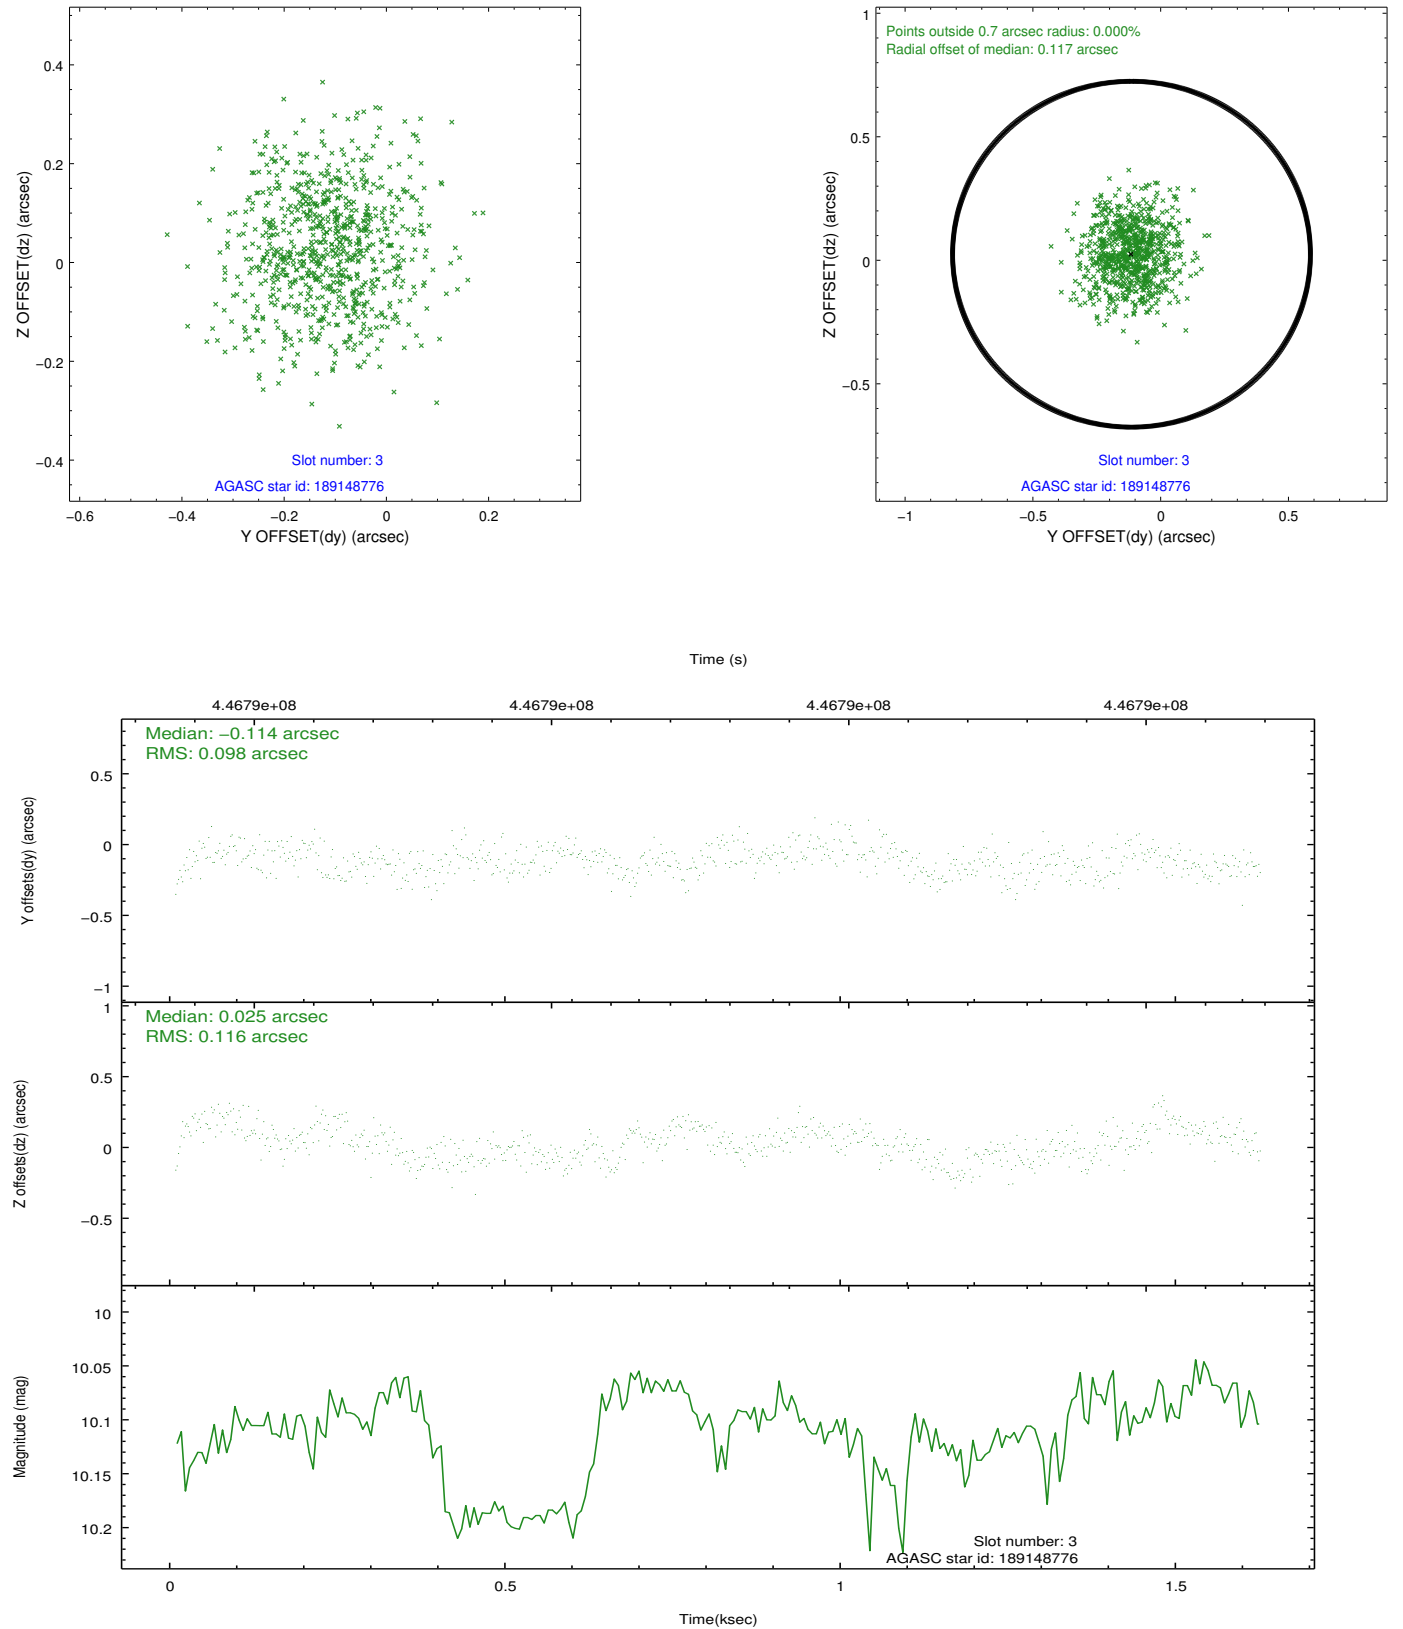 0.4
0.2
0
−0.2
−0.4
Z OFFSET(dz) (arcsec)
Slot number: 3
AGASC star id: 189148776
−0.6 −0.4 −0.2 0 0.2
Y OFFSET(dy) (arcsec)
Points outside 0.7 arcsec radius: 0.000%
Radial offset of median: 0.117 arcsec
1
0.5
0
−0.5
Z OFFSET(dz) (arcsec)
Slot number: 3
AGASC star id: 189148776
−1 −0.5 0 0.5
Y OFFSET(dy) (arcsec)
Time (s)
4.4679e+08 4.4679e+08 4.4679e+08 4.4679e+08
Median: −0.114 arcsec
RMS: 0.098 arcsec
0.5
0
−0.5
−1
Y offsets(dy) (arcsec)
Median: 0.025 arcsec
RMS: 0.116 arcsec
1
0.5
0
−0.5
Z offsets(dz) (arcsec)
10
10.05
10.1
10.15
10.2
Magnitude (mag)
Slot number: 3
AGASC star id: 189148776
0 0.5 1 1.5
Time(ksec)